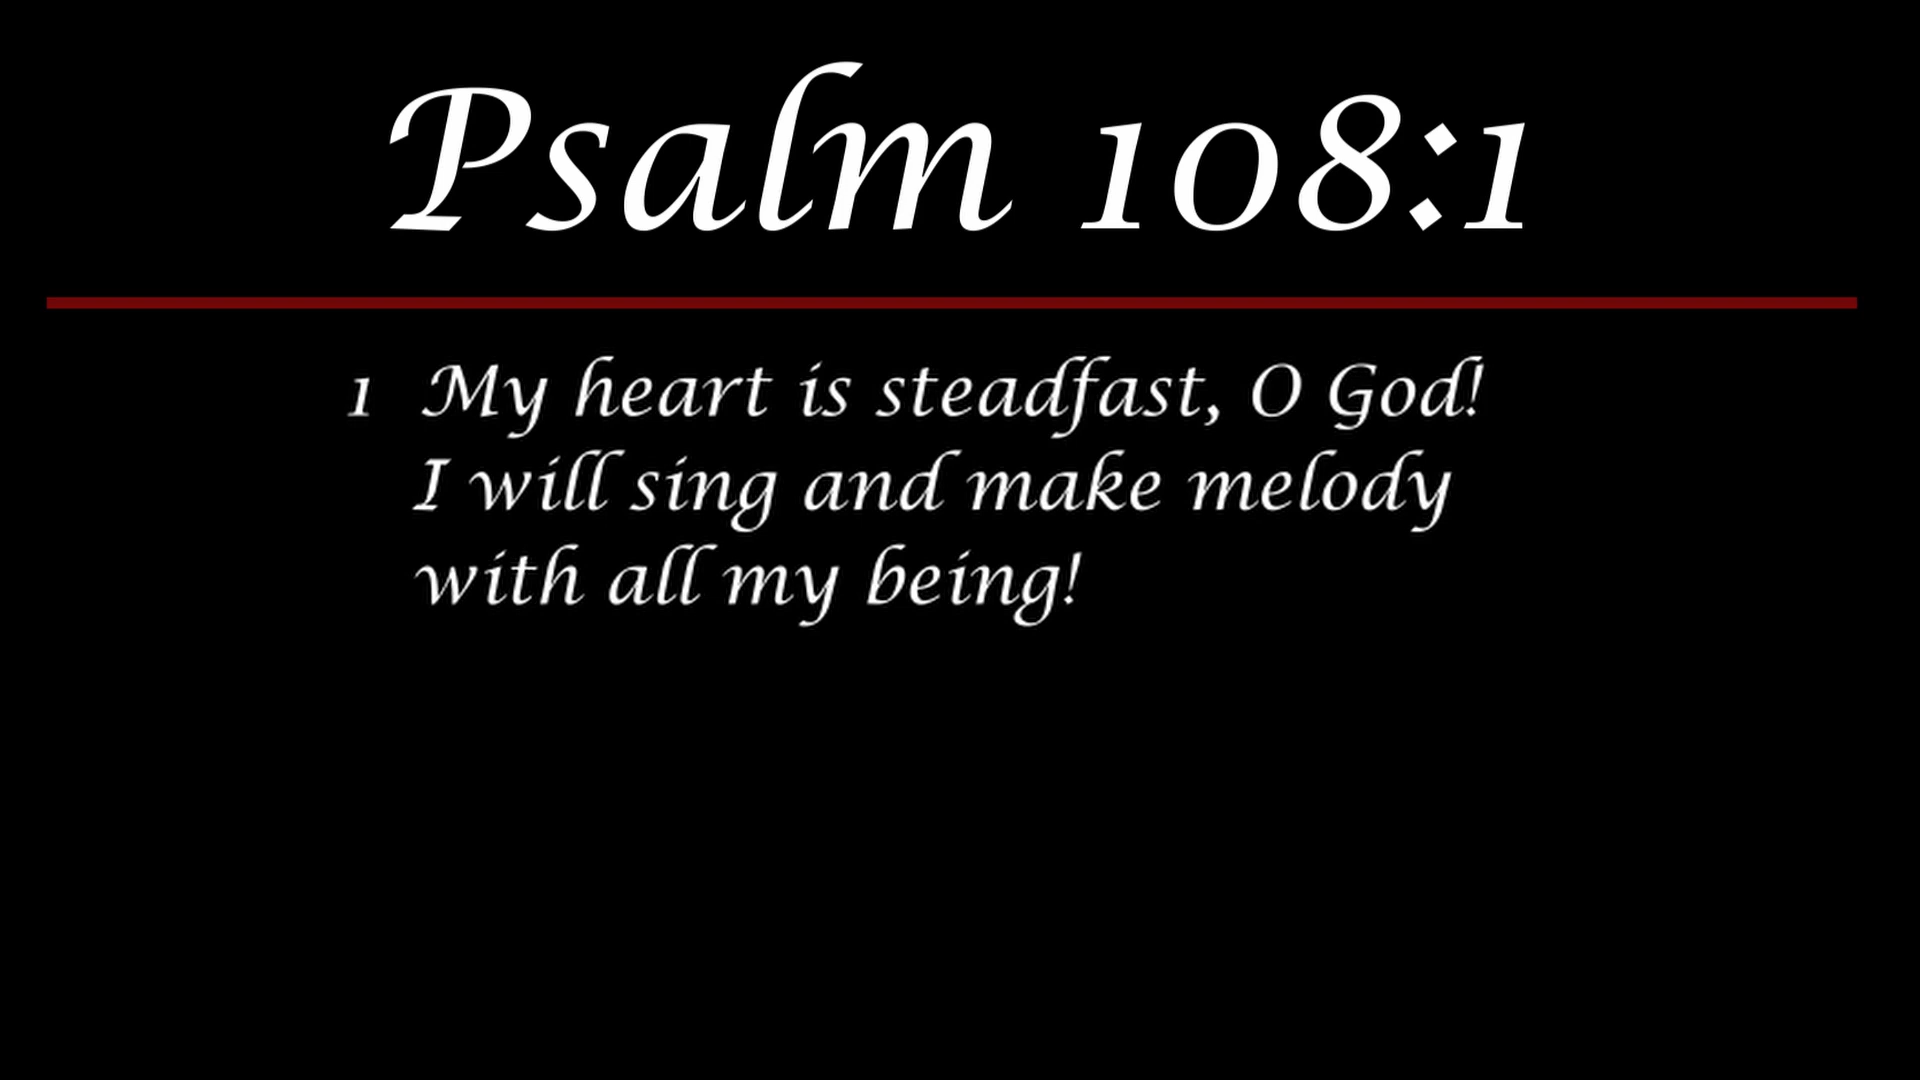 Psalm 108:1
1 My heart is steadfast, O God!
I will sing and make melody
with all my being!